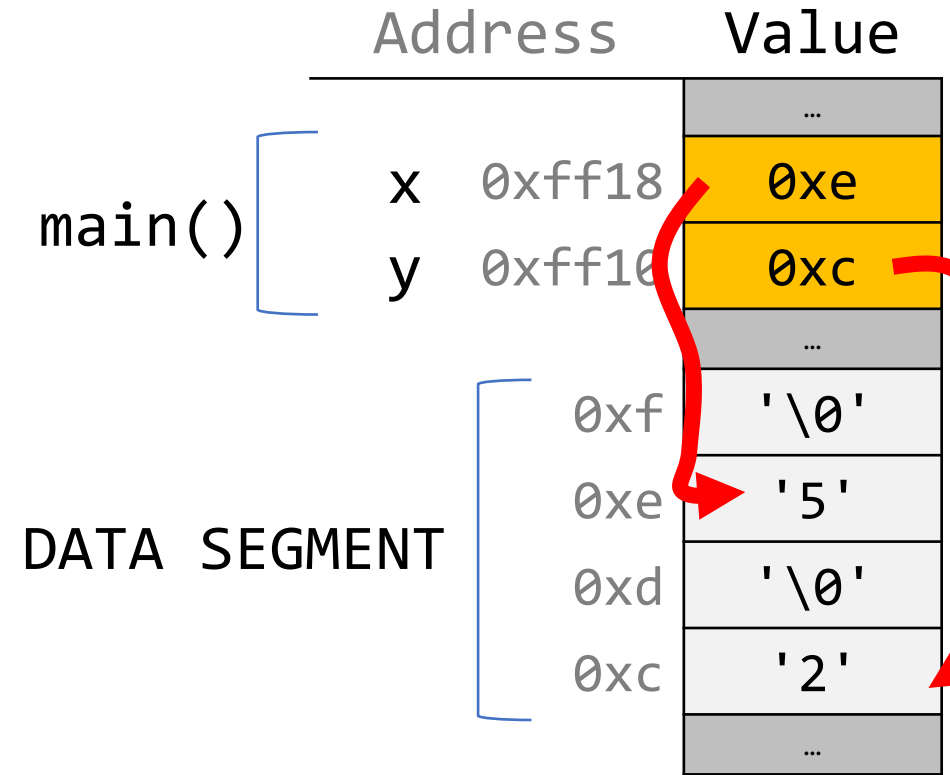 Address Value
…
x 0xff18 0xe
main()
y 0xff10 0xc
…
0xf '\0'
0xe '5'
DATA SEGMENT
0xd '\0'
0xc '2'
…